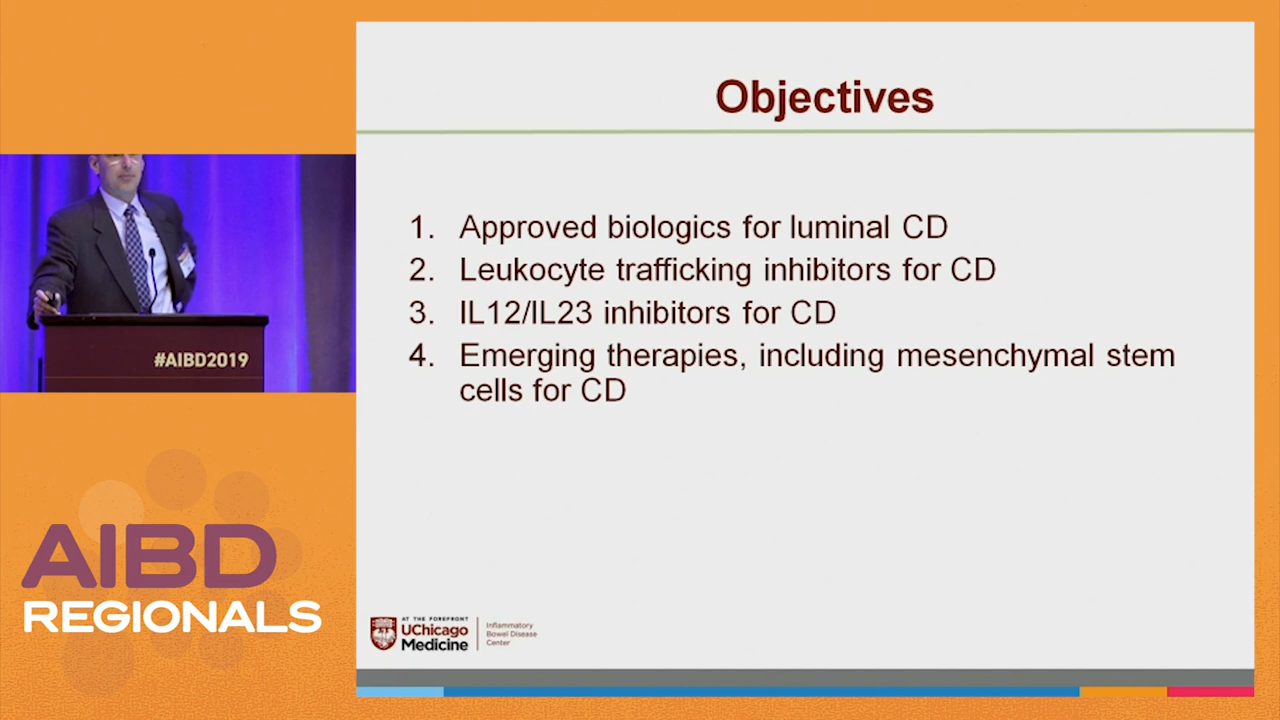 Objectives
1. Approved biologics for luminal CD
2. Leukocyte trafficking inhibitors for CD
3. IL12/IL23 inhibitors for CD
4. Emerging therapies, including mesenchymal stem
cells for CD
#AIBD2019
AIBD
REGIONALS
AT THE FOREFRONT
UChicago
Medicine
Inflammatory
Bowel Disease
Center